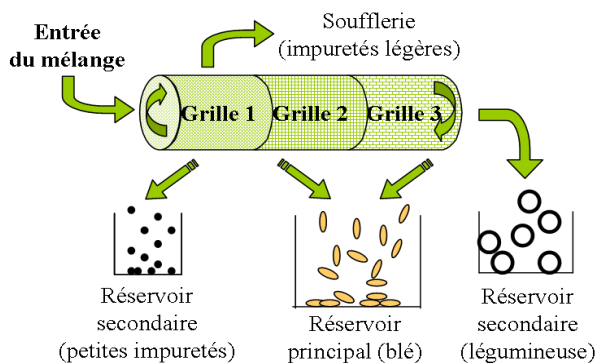 Entrée
du mélange
Soufflerie
(impuretés légères)
Grille 1
Grille 2
Grille 3
Réservoir
secondaire
(petites impuretés)
Réservoir
principal (blé)
Réservoir
secondaire
(légumineuse)